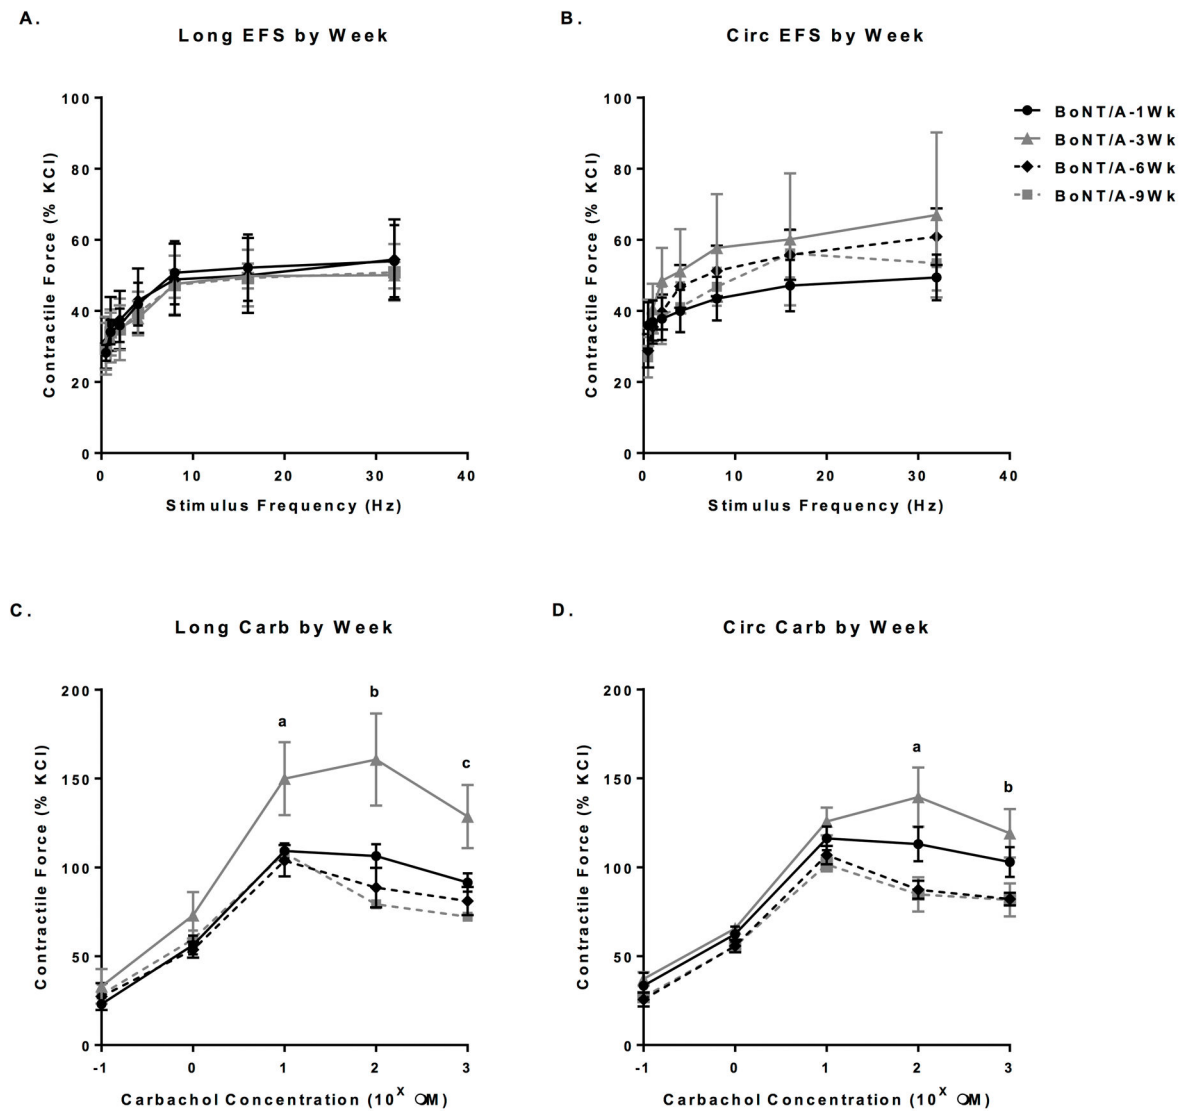 A.
Long EFS by Week
100
80
60
40
20
0
Contractile Force (% KCl)
0 10 20 30 40
Stimulus Frequency (Hz)
B.
Circ EFS by Week
100
80
60
40
20
0
Contractile Force (% KCl)
0 10 20 30 40
Stimulus Frequency (Hz)
BoNT/A-1Wk
BoNT/A-3Wk
BoNT/A-6Wk
BoNT/A-9Wk
C.
Long Carb by Week
200
150
100
50
0
Contractile Force (% KCl)
a
b
c
-1 0 1 2 3
Carbachol Concentration (10^X ❍M)
D.
Circ Carb by Week
200
150
100
50
0
Contractile Force (% KCl)
a
b
-1 0 1 2 3
Carbachol Concentration (10^X ❍M)